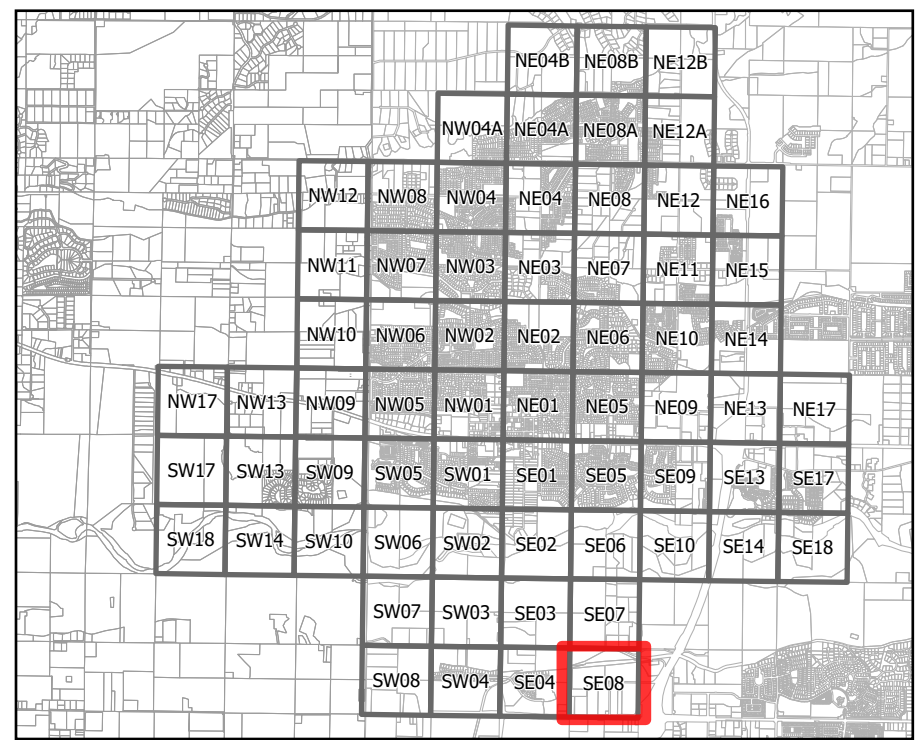 NE04B NE08B NE12B
NW04A NE04A NE08A NE12A
NW12 NW08 NW04 NE04 NE08 NE12 NE16
NW11 NW07 NW03 NE03 NE07 NE11 NE15
NW10 NW06 NW02 NE02 NE06 NE10 NE14
NW17 NW13 NW09 NW05 NW01 NE01 NE05 NE09 NE13 NE17
SW17 SW13 SW09 SW05 SW01 SE01 SE05 SE09 SE13 SE17
SW18 SW14 SW10 SW06 SW02 SE02 SE06 SE10 SE14 SE18
SW07 SW03 SE03 SE07
SW08 SW04 SE04 SE08